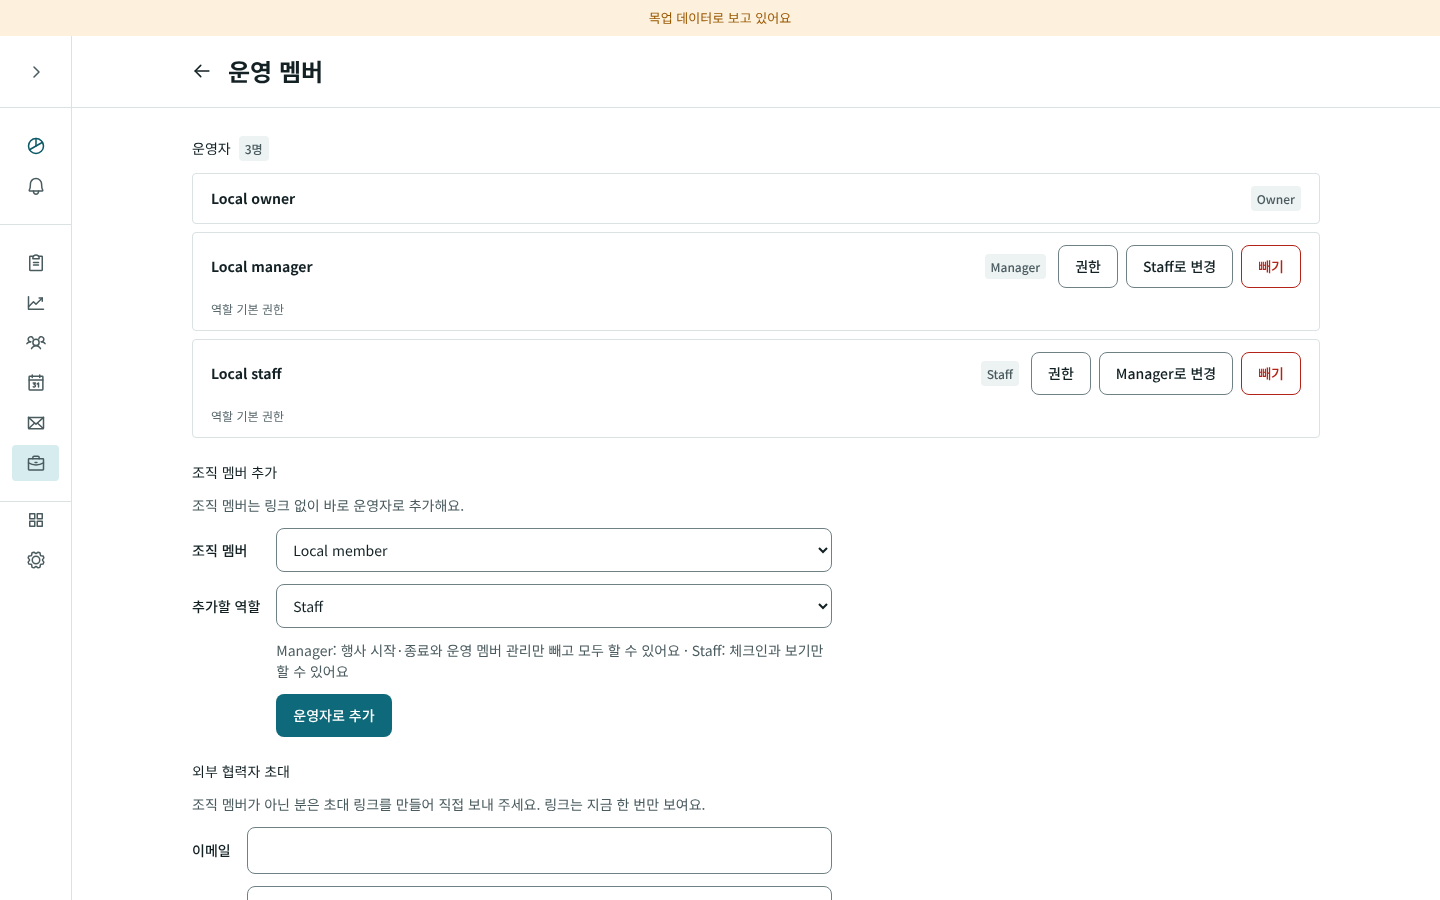 목업 데이터로 보고 있어요
운영 멤버
운영자 3명
Local owner Owner
Local manager Manager 권한 Staff로 변경 빼기
역할 기본 권한
Local staff Staff 권한 Manager로 변경 빼기
역할 기본 권한
조직 멤버 추가
조직 멤버는 링크 없이 바로 운영자로 추가해요.
조직 멤버 Local member
추가할 역할 Staff
Manager: 행사 시작·종료와 운영 멤버 관리만 빼고 모두 할 수 있어요 · Staff: 체크인과 보기만
할 수 있어요
운영자로 추가
외부 협력자 초대
조직 멤버가 아닌 분은 초대 링크를 만들어 직접 보내 주세요. 링크는 지금 한 번만 보여요.
이메일
31